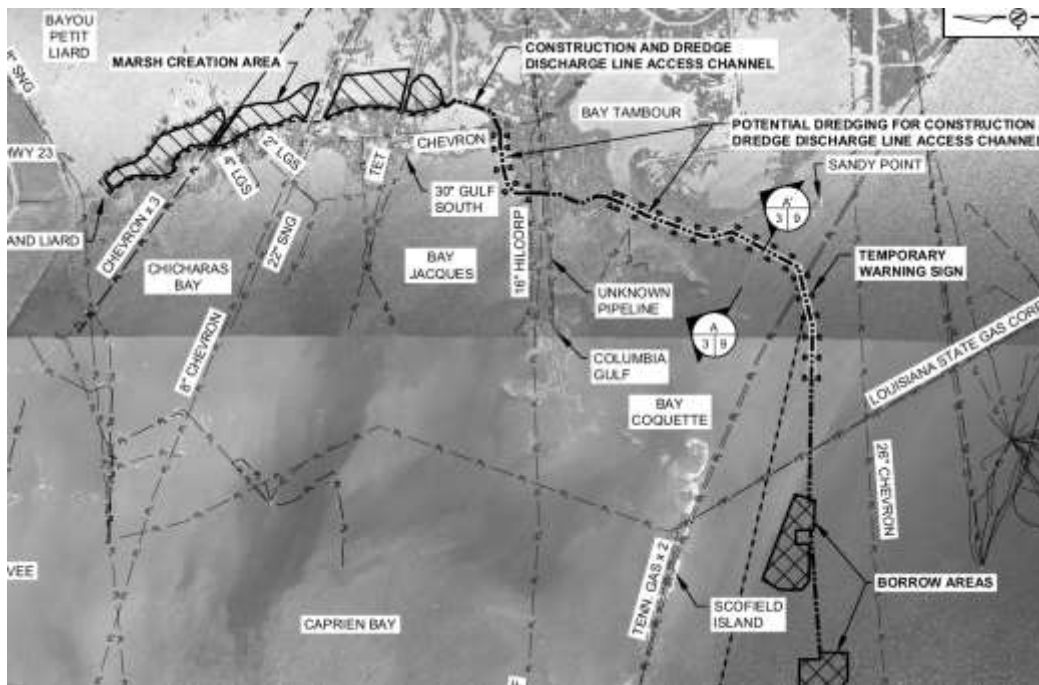 BAYOU
PETIT
LIARD
MARSH CREATION AREA
CONSTRUCTION AND DREDGE
DISCHARGE LINE ACCESS CHANNEL
SNG
HWY 23
2" LGS
4" LGS
TET
CHEVRON
BAY TAMBOUR
POTENTIAL DREDGING FOR CONSTRUCTION
DREDGE DISCHARGE LINE ACCESS CHANNEL
SANDY POINT
A'
3 9
30" GULF
SOUTH
AND LIARD
CHEVRON x 3
CHICHARAS
BAY
22" SNG
BAY
JACQUES
16" HILCORP
TEMPORARY
WARNING SIGN
UNKNOWN
PIPELINE
A
3 9
8" CHEVRON
COLUMBIA
GULF
LOUISIANA STATE GAS CORP
BAY
COQUETTE
26" CHEVRON
VEE
TENN. GAS x 2
BORROW AREAS
SCOFIELD
ISLAND
CAPRIEN BAY